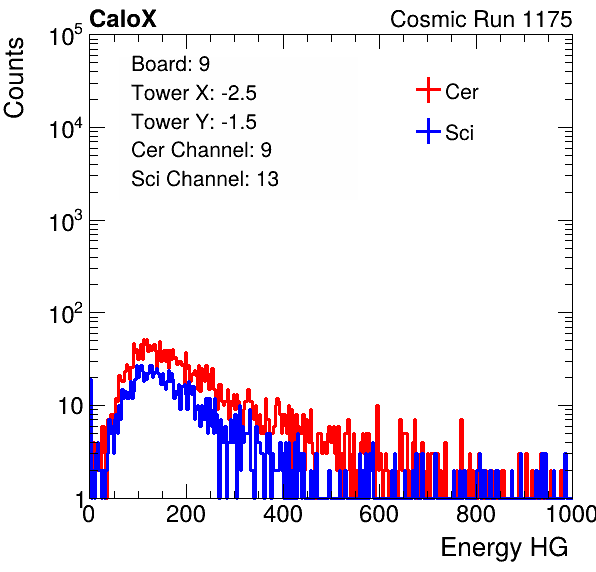 CaloX Cosmic Run 1175
Counts
Board: 9
Tower X: -2.5
Tower Y: -1.5
Cer Channel: 9
Sci Channel: 13
Cer
Sci
10^5
10^4
10^3
10^2
10
1
0 200 400 600 800 1000
Energy HG